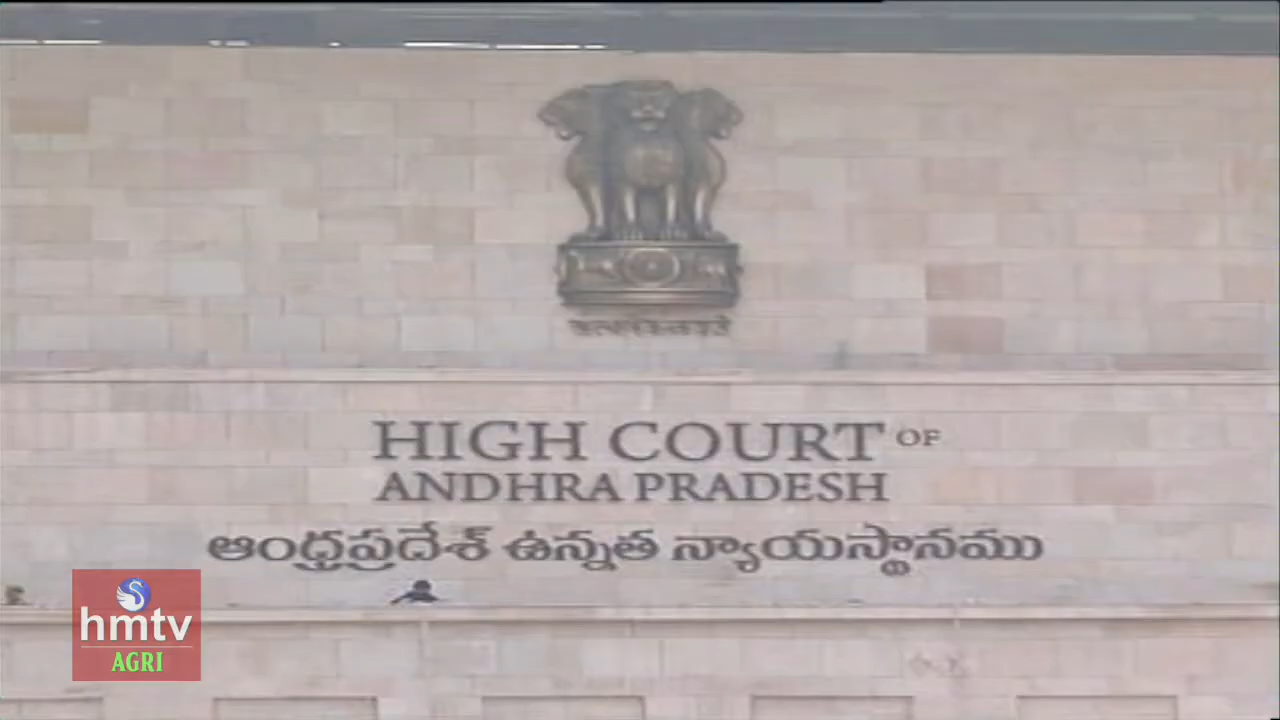 HIGH COURT OF
ANDHRA PRADESH
ఆంధ్రప్రదేశ్ ఉన్నత న్యాయస్థానము
hmtv
AGRI